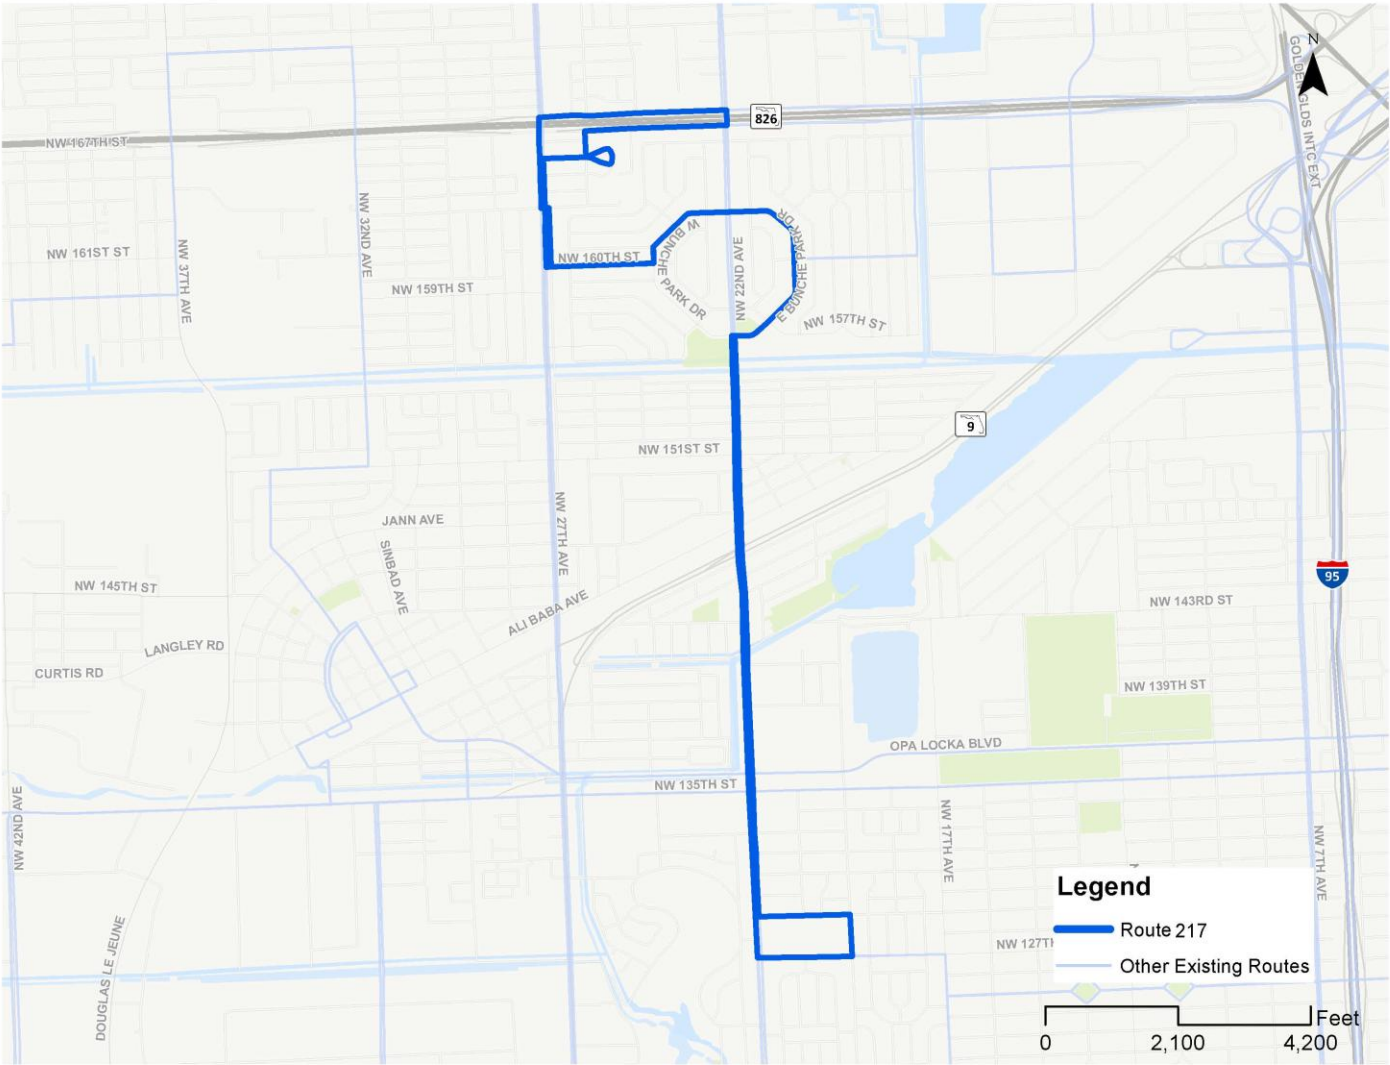 N
GOLDEN GLDS INTC EXT
826
NW 167TH ST
NW 32ND AVE
NW 37TH AVE
NW 161ST ST
NW 160TH ST
W BUNCHE PARK DR
NW 22ND AVE
E BUNCHE PARK DR
NW 159TH ST
NW 157TH ST
9
NW 151ST ST
NW 27TH AVE
JANN AVE
SINBAD AVE
95
NW 145TH ST
ALI BABA AVE
NW 143RD ST
LANGLEY RD
CURTIS RD
NW 139TH ST
OPA LOCKA BLVD
NW 135TH ST
NW 42ND AVE
NW 17TH AVE
NW 7TH AVE
DOUGLAS LE JEUNE
NW 127TH
Legend
Route 217
Other Existing Routes
Feet
0 2,100 4,200